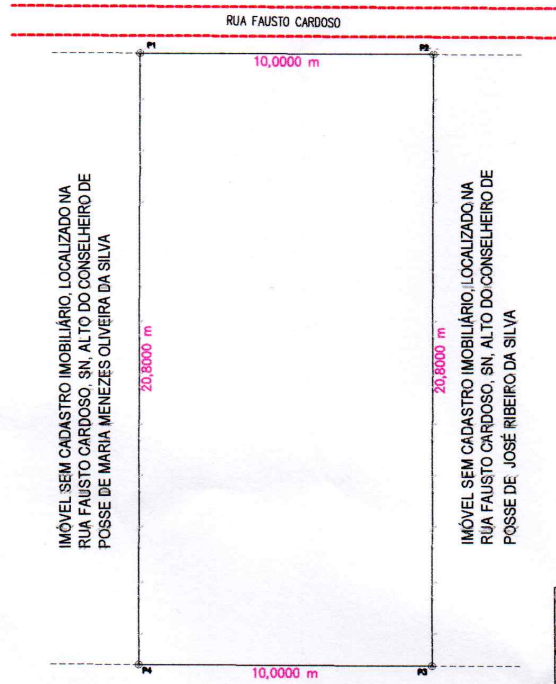 RUA FAUSTO CARDOSO
P1
P2
10,0000 m
IMÓVEL SEM CADASTRO IMOBILIÁRIO, LOCALIZADO NA
RUA FAUSTO CARDOSO, SN, ALTO DO CONSELHEIRO DE
POSSE DE MARIA MENEZES OLIVEIRA DA SILVA
20,8000 m
20,8000 m
IMÓVEL SEM CADASTRO IMOBILIÁRIO, LOCALIZADO NA
RUA FAUSTO CARDOSO, SN, ALTO DO CONSELHEIRO DE
POSSE DE JOSÉ RIBEIRO DA SILVA
P4
P3
10,0000 m